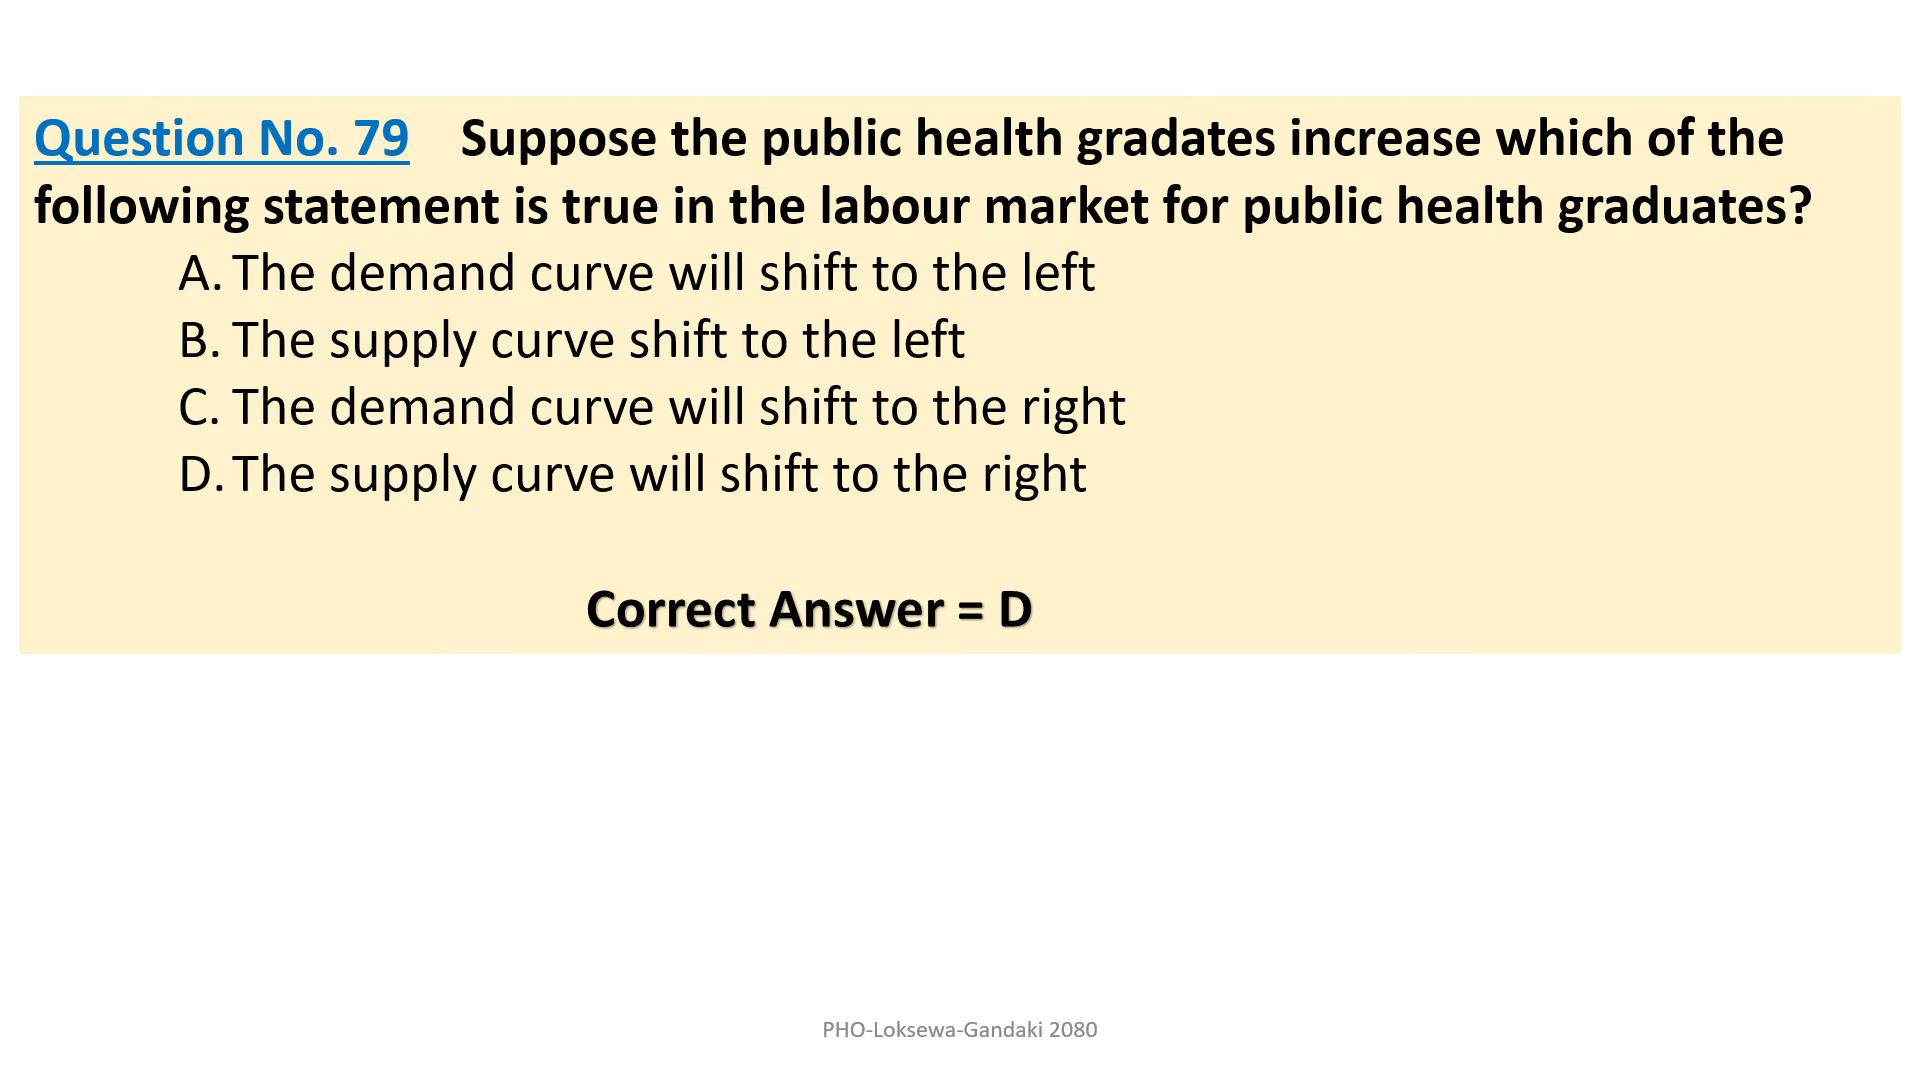 Question No. 79 Suppose the public health gradates increase which of the
following statement is true in the labour market for public health graduates?
A. The demand curve will shift to the left
B. The supply curve shift to the left
C. The demand curve will shift to the right
D. The supply curve will shift to the right
Correct Answer = D
PHO-Loksewa-Gandaki 2080